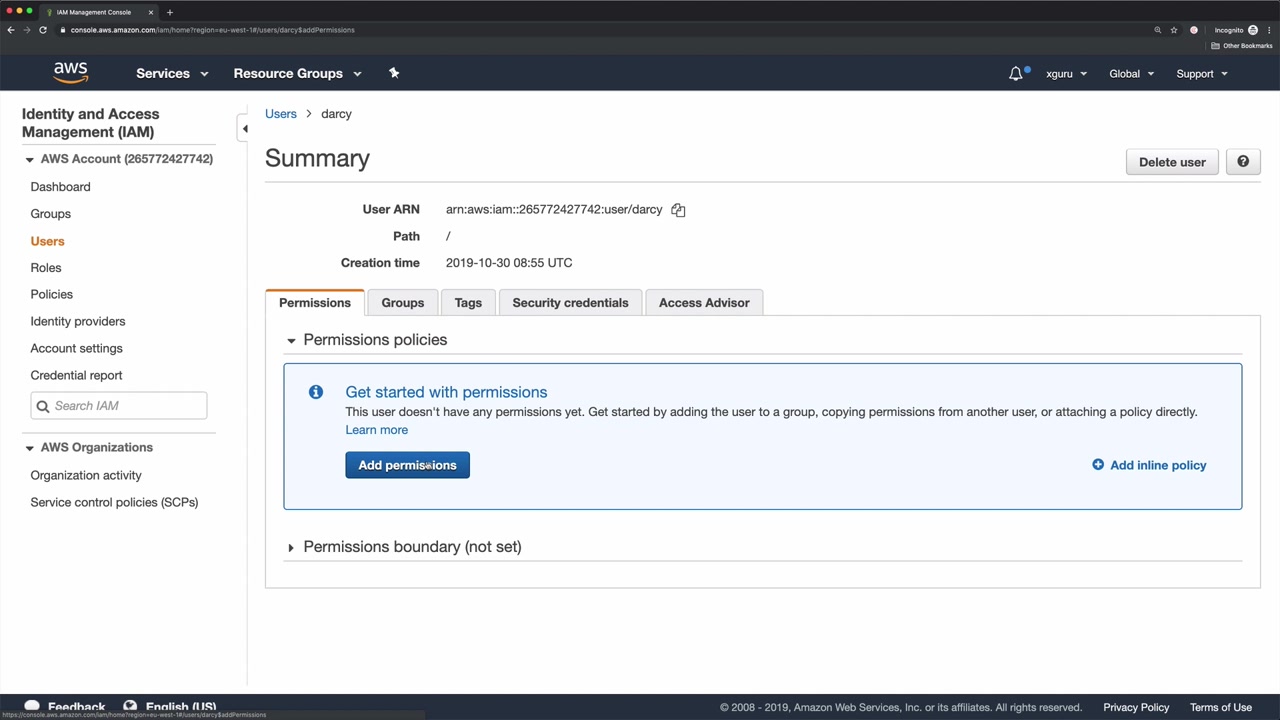 IAM Management Console
console.aws.amazon.com/iam/home?region=eu-west-1#/users/darcy$addPermissions
Incognito
Other Bookmarks
aws
Services
Resource Groups
xguru
Global
Support
Identity and Access
Management (IAM)
AWS Account (265772427742)
Dashboard
Groups
Users
Roles
Policies
Identity providers
Account settings
Credential report
Search IAM
AWS Organizations
Organization activity
Service control policies (SCPs)
Users > darcy
Summary
Delete user
?
User ARN arn:aws:iam::265772427742:user/darcy
Path /
Creation time 2019-10-30 08:55 UTC
Permissions
Groups
Tags
Security credentials
Access Advisor
Permissions policies
Get started with permissions
This user doesn't have any permissions yet. Get started by adding the user to a group, copying permissions from another user, or attaching a policy directly.
Learn more
Add permissions
Add inline policy
Permissions boundary (not set)
Feedback
English (US)
© 2008 - 2019, Amazon Web Services, Inc. or its affiliates. All rights reserved.
Privacy Policy
Terms of Use
https://console.aws.amazon.com/iam/home?region=eu-west-1#/users/darcy$addPermissions